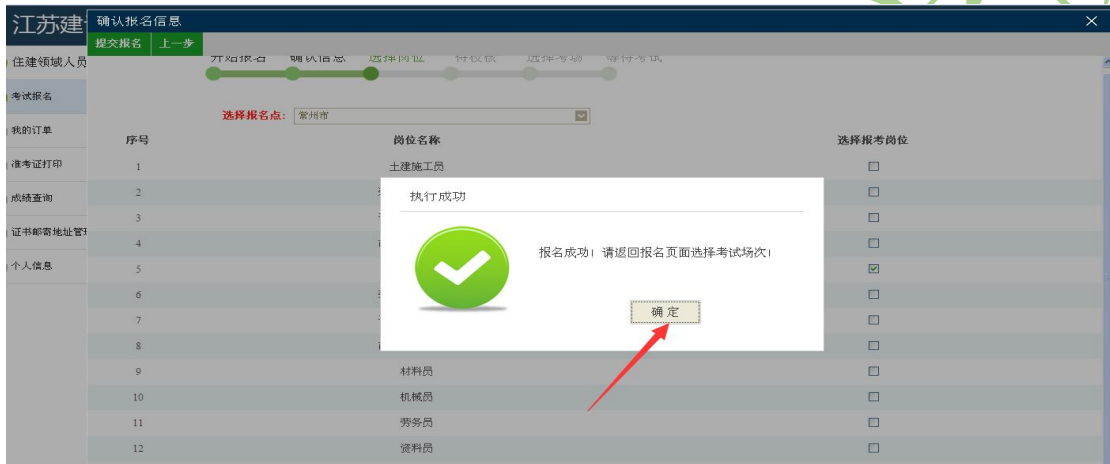 江苏建
确认报名信息
提交报名 上一步
住建领域人员
考试报名
我的订单
准考证打印
成绩查询
证书邮寄地址管理
个人信息
开始报名 确认信息 选择岗位 待校核 选择考场 等待考试
选择报名点： 常州市
序号 岗位名称 选择报考岗位
1 土建施工员
2
3
4
5
6
7
8
9 材料员
10 机械员
11 劳务员
12 资料员
执行成功
报名成功！请返回报名页面选择考试场次！
确定